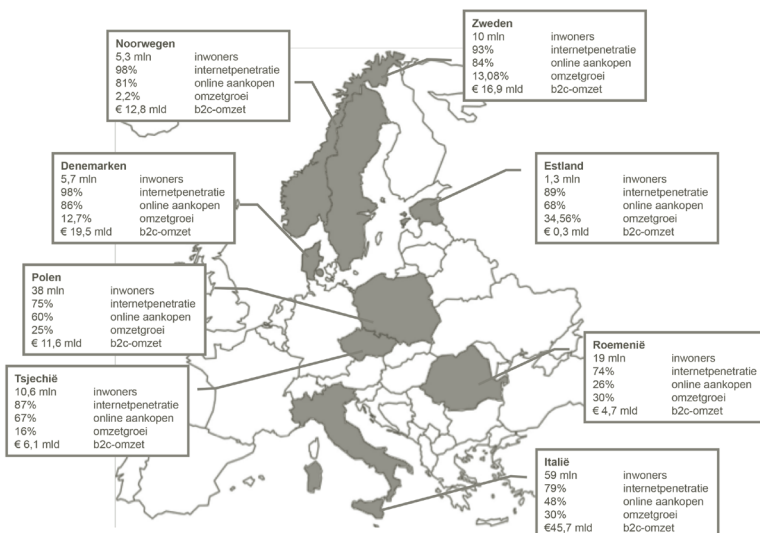 Zweden
10 mln inwoners
93% internetpenetratie
84% online aankopen
13,08% omzetgroei
€ 16,9 mld b2c-omzet
Noorwegen
5,3 mln inwoners
98% internetpenetratie
81% online aankopen
2,2% omzetgroei
€ 12,8 mld b2c-omzet
Denemarken
5,7 mln inwoners
98% internetpenetratie
86% online aankopen
12,7% omzetgroei
€ 19,5 mld b2c-omzet
Estland
1,3 mln inwoners
89% internetpenetratie
68% online aankopen
34,56% omzetgroei
€ 0,3 mld b2c-omzet
Polen
38 mln inwoners
75% internetpenetratie
60% online aankopen
25% omzetgroei
€ 11,6 mld b2c-omzet
Roemenië
19 mln inwoners
74% internetpenetratie
26% online aankopen
30% omzetgroei
€ 4,7 mld b2c-omzet
Tsjechië
10,6 mln inwoners
87% internetpenetratie
67% online aankopen
16% omzetgroei
€ 6,1 mld b2c-omzet
Italië
59 mln inwoners
79% internetpenetratie
48% online aankopen
30% omzetgroei
€45,7 mld b2c-omzet